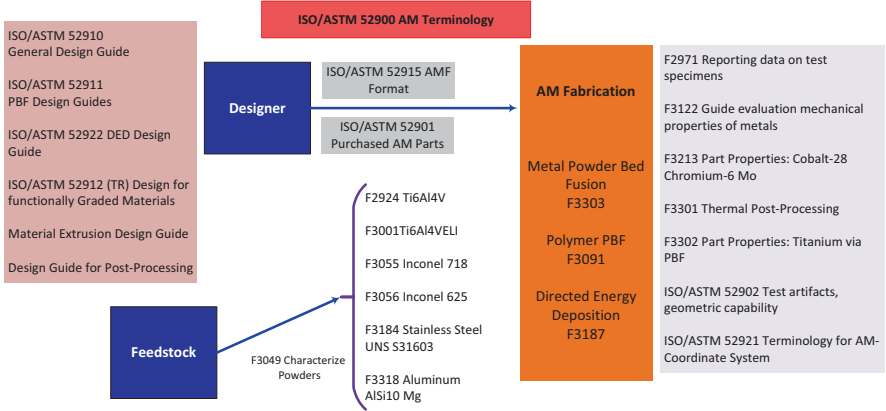 ISO/ASTM 52900 AM Terminology
ISO/ASTM 52910
General Design Guide
ISO/ASTM 52911
PBF Design Guides
ISO/ASTM 52922 DED Design
Guide
ISO/ASTM 52912 (TR) Design for
functionally Graded Materials
Material Extrusion Design Guide
Design Guide for Post-Processing
Designer
ISO/ASTM 52915 AMF
Format
ISO/ASTM 52901
Purchased AM Parts
Feedstock
F3049 Characterize
Powders
F2924 Ti6Al4V
F3001Ti6Al4VELI
F3055 Inconel 718
F3056 Inconel 625
F3184 Stainless Steel
UNS S31603
F3318 Aluminum
AlSi10 Mg
AM Fabrication
Metal Powder Bed
Fusion
F3303
Polymer PBF
F3091
Directed Energy
Deposition
F3187
F2971 Reporting data on test
specimens
F3122 Guide evaluation mechanical
properties of metals
F3213 Part Properties: Cobalt-28
Chromium-6 Mo
F3301 Thermal Post-Processing
F3302 Part Properties: Titanium via
PBF
ISO/ASTM 52902 Test artifacts,
geometric capability
ISO/ASTM 52921 Terminology for AM-
Coordinate System